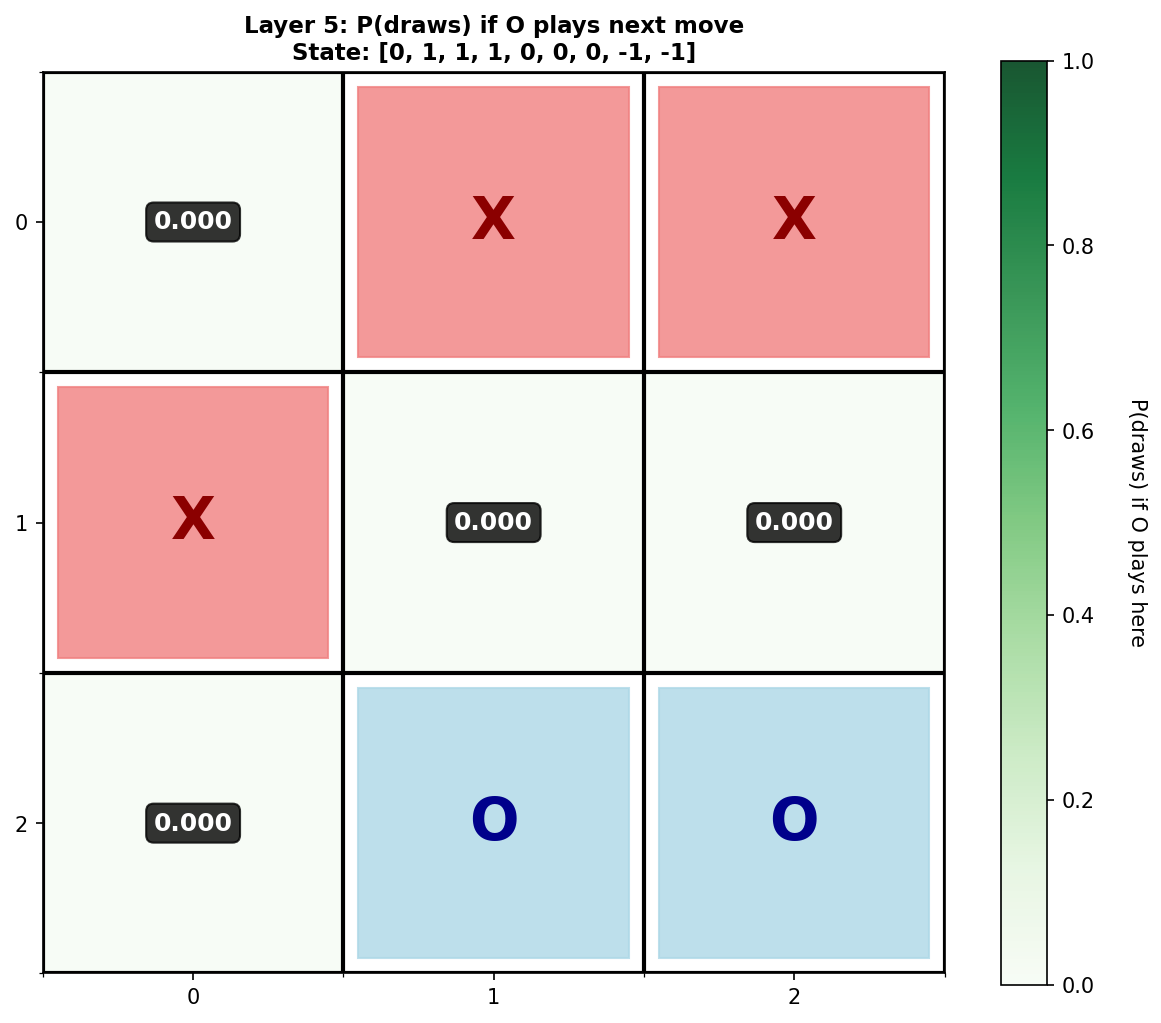 Layer 5: P(draws) if O plays next move
State: [0, 1, 1, 1, 0, 0, 0, -1, -1]
0
0.000
X
X
1
X
0.000
0.000
2
0.000
O
O
0
1
2
1.0
0.8
0.6
0.4
0.2
0.0
P(draws) if O plays here